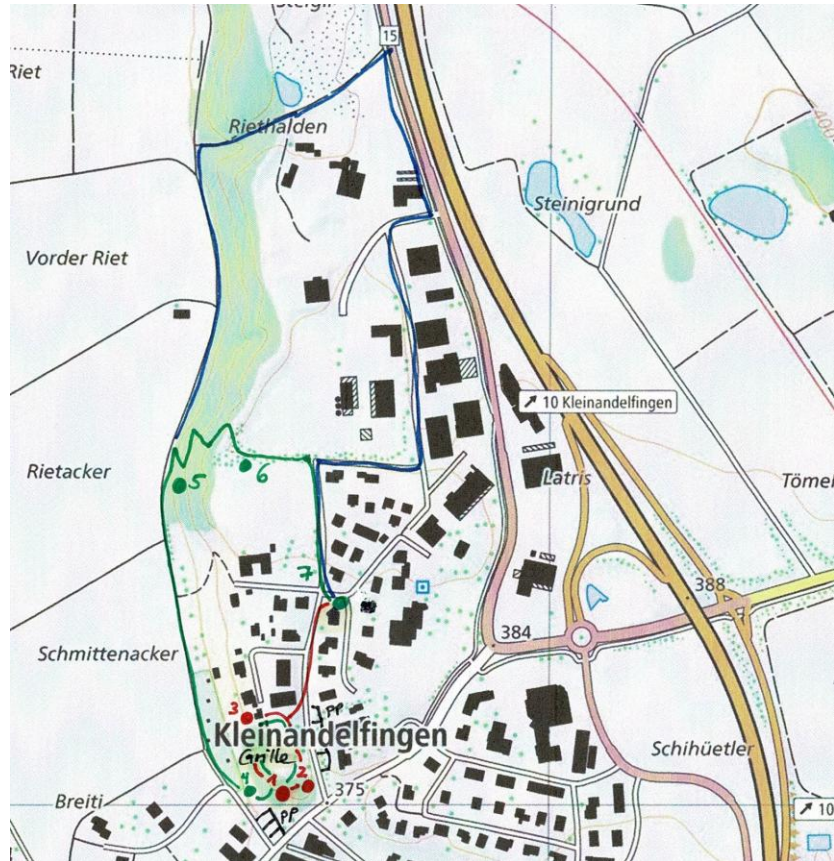 15
Riet
Riethalden
Steinigrund
Vorder Riet
10 Kleinandelfingen
Rietacker
5
6
Latris
7
388
384
Schmittenacker
3
PP
Kleinandelfingen
Grille
Schihüetler
4
1
2
375
Breiti
PP
10